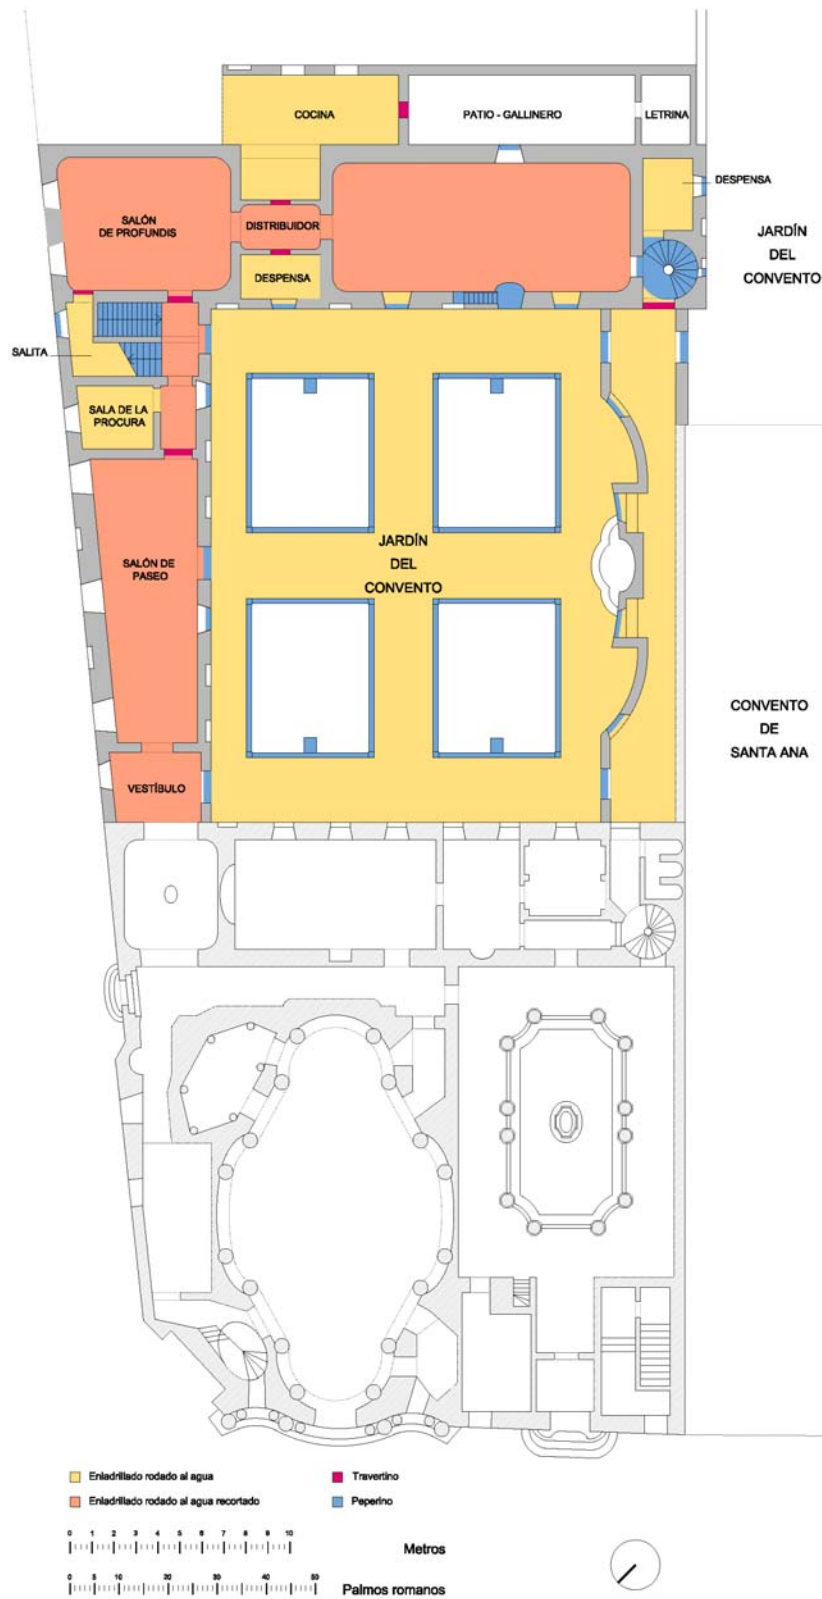 COCINA
PATIO - GALLINERO
LETRINA
DESPENSA
SALÓN
DE PROFUNDIS
DISTRIBUIDOR
JARDÍN
DEL
CONVENTO
DESPENSA
SALITA
SALA DE LA
PROCURA
JARDÍN
DEL
CONVENTO
SALÓN DE
PASEO
CONVENTO
DE
SANTA ANA
VESTÍBULO
Enladrillado rodado al agua
Travertino
Enladrillado rodado al agua recortado
Peperino
0 1 2 3 4 5 6 7 8 9 10
Metros
0 5 10 20 30 40 50
Palmos romanos